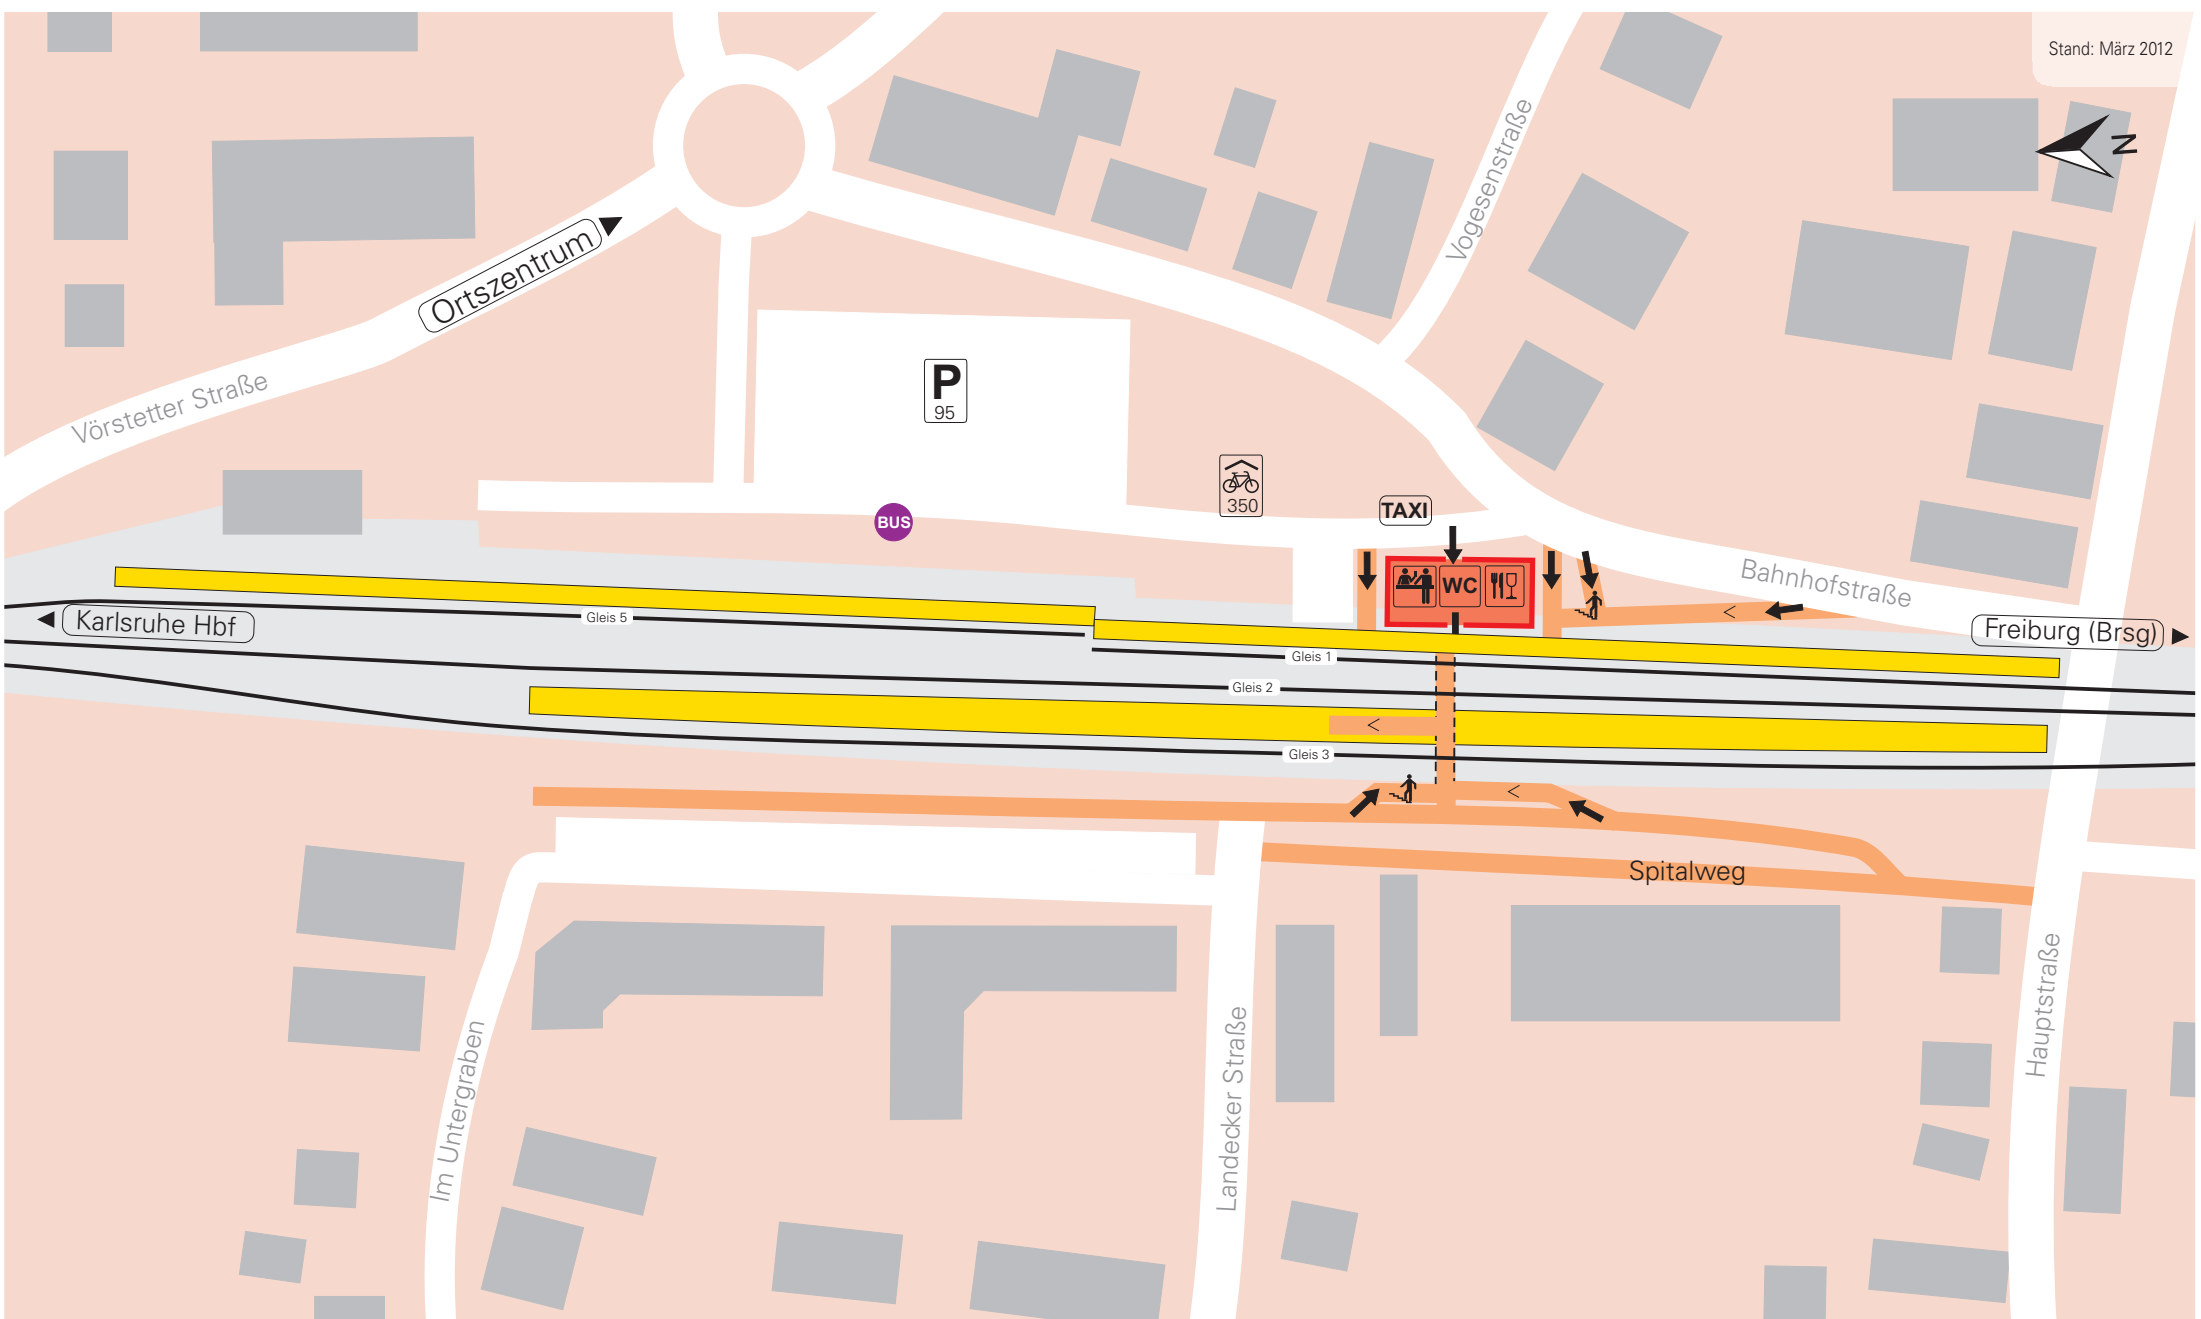 Stand: März 2012
N
Vogesenstraße
Ortszentrum
Vörstetter Straße
P
95
350
TAXI
BUS
WC
Bahnhofstraße
Karlsruhe Hbf
Gleis 5
Freiburg (Brsg)
Gleis 1
Gleis 2
Gleis 3
Spitalweg
Hauptstraße
Im Untergraben
Landecker Straße